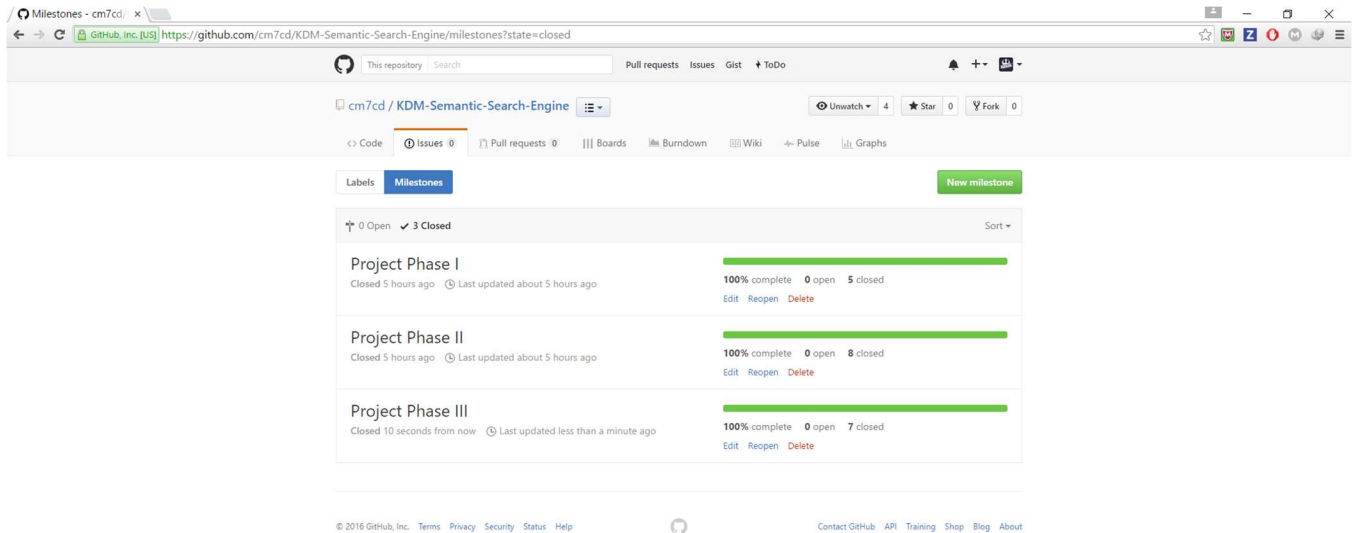 Milestones - cm7cd/
GitHub, Inc. [US] https://github.com/cm7cd/KDM-Semantic-Search-Engine/milestones?state=closed
This repository Search Pull requests Issues Gist ToDo
cm7cd / KDM-Semantic-Search-Engine Unwatch 4 Star 0 Fork 0
Code Issues 0 Pull requests 0 Boards Burndown Wiki Pulse Graphs
Labels Milestones New milestone
0 Open 3 Closed Sort
Project Phase I
Closed 5 hours ago Last updated about 5 hours ago
100% complete 0 open 5 closed
Edit Reopen Delete
Project Phase II
Closed 5 hours ago Last updated about 5 hours ago
100% complete 0 open 8 closed
Edit Reopen Delete
Project Phase III
Closed 10 seconds from now Last updated less than a minute ago
100% complete 0 open 7 closed
Edit Reopen Delete
© 2016 GitHub, Inc. Terms Privacy Security Status Help Contact GitHub API Training Shop Blog About